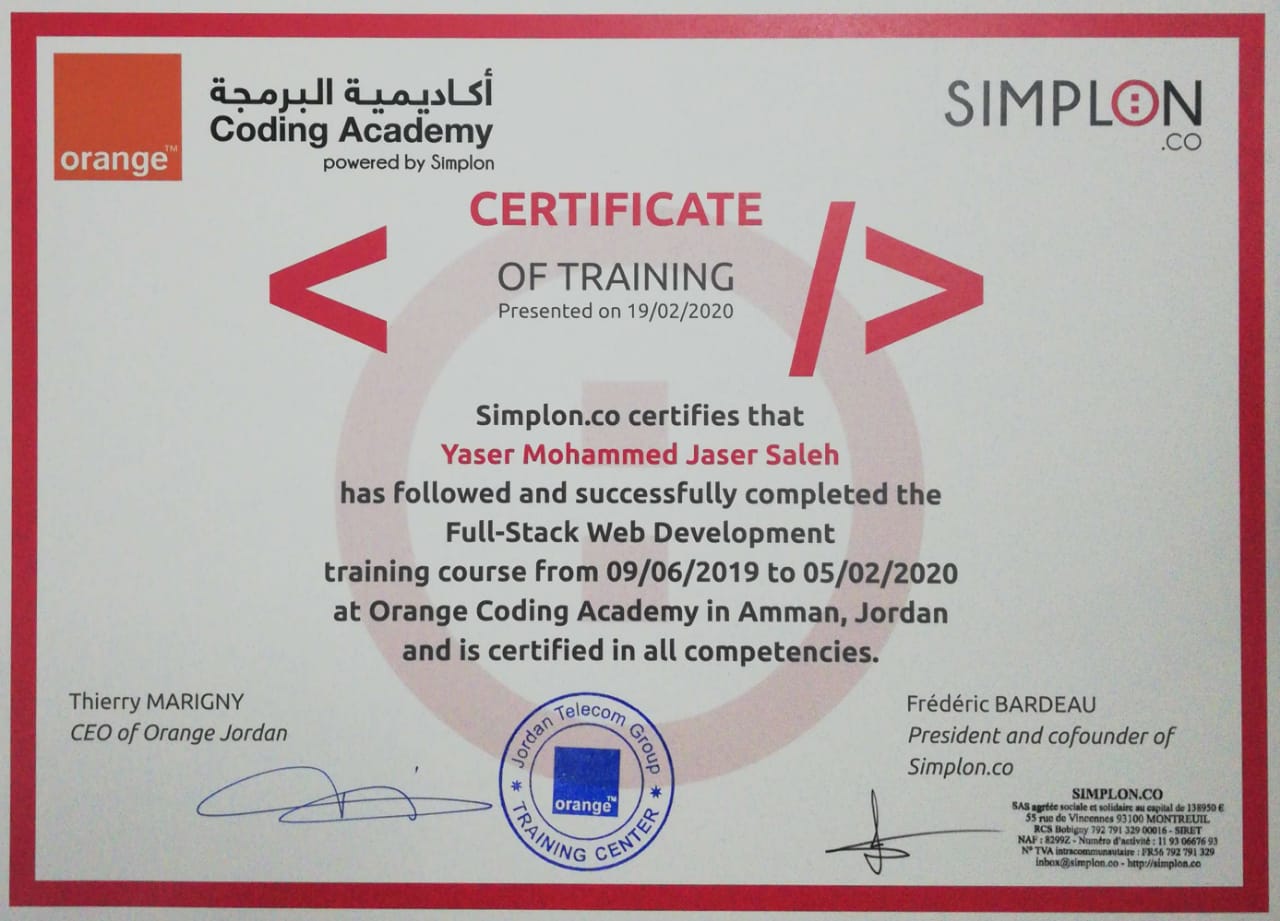 orange™
أكاديمية البرمجة
Coding Academy
powered by Simplon
SIMPLON
.CO
CERTIFICATE
OF TRAINING
Presented on 19/02/2020
< />
Simplon.co certifies that
Yaser Mohammed Jaser Saleh
has followed and successfully completed the
Full-Stack Web Development
training course from 09/06/2019 to 05/02/2020
at Orange Coding Academy in Amman, Jordan
and is certified in all competencies.
Thierry MARIGNY
CEO of Orange Jordan
Jordan Telecom Group
orange™
* TRAINING CENTER *
Frédéric BARDEAU
President and cofounder of
Simplon.co
SIMPLON.CO
SAS agréée sociale et solidaire au capital de 138950 €
55 rue de Vincennes 93100 MONTREUIL
RCS Bobigny 792 791 329 00016 - SIRET
NAF : 8299Z - Numéro d'activité : 11 93 06676 93
N° TVA intracommunautaire : FR56 792 791 329
inbox@simplon.co - http://simplon.co